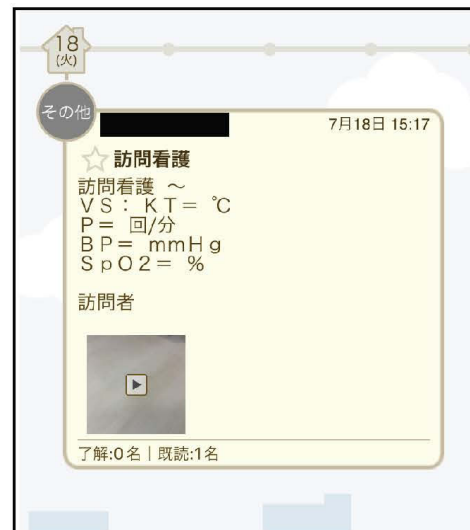 18
(火)
その他
7月18日 15:17
訪問看護
訪問看護 ～
ＶＳ： ＫＴ＝ ℃
Ｐ＝ 回/分
ＢＰ＝ ｍｍＨｇ
ＳｐＯ２＝ ％
訪問者
了解:0名｜既読:1名